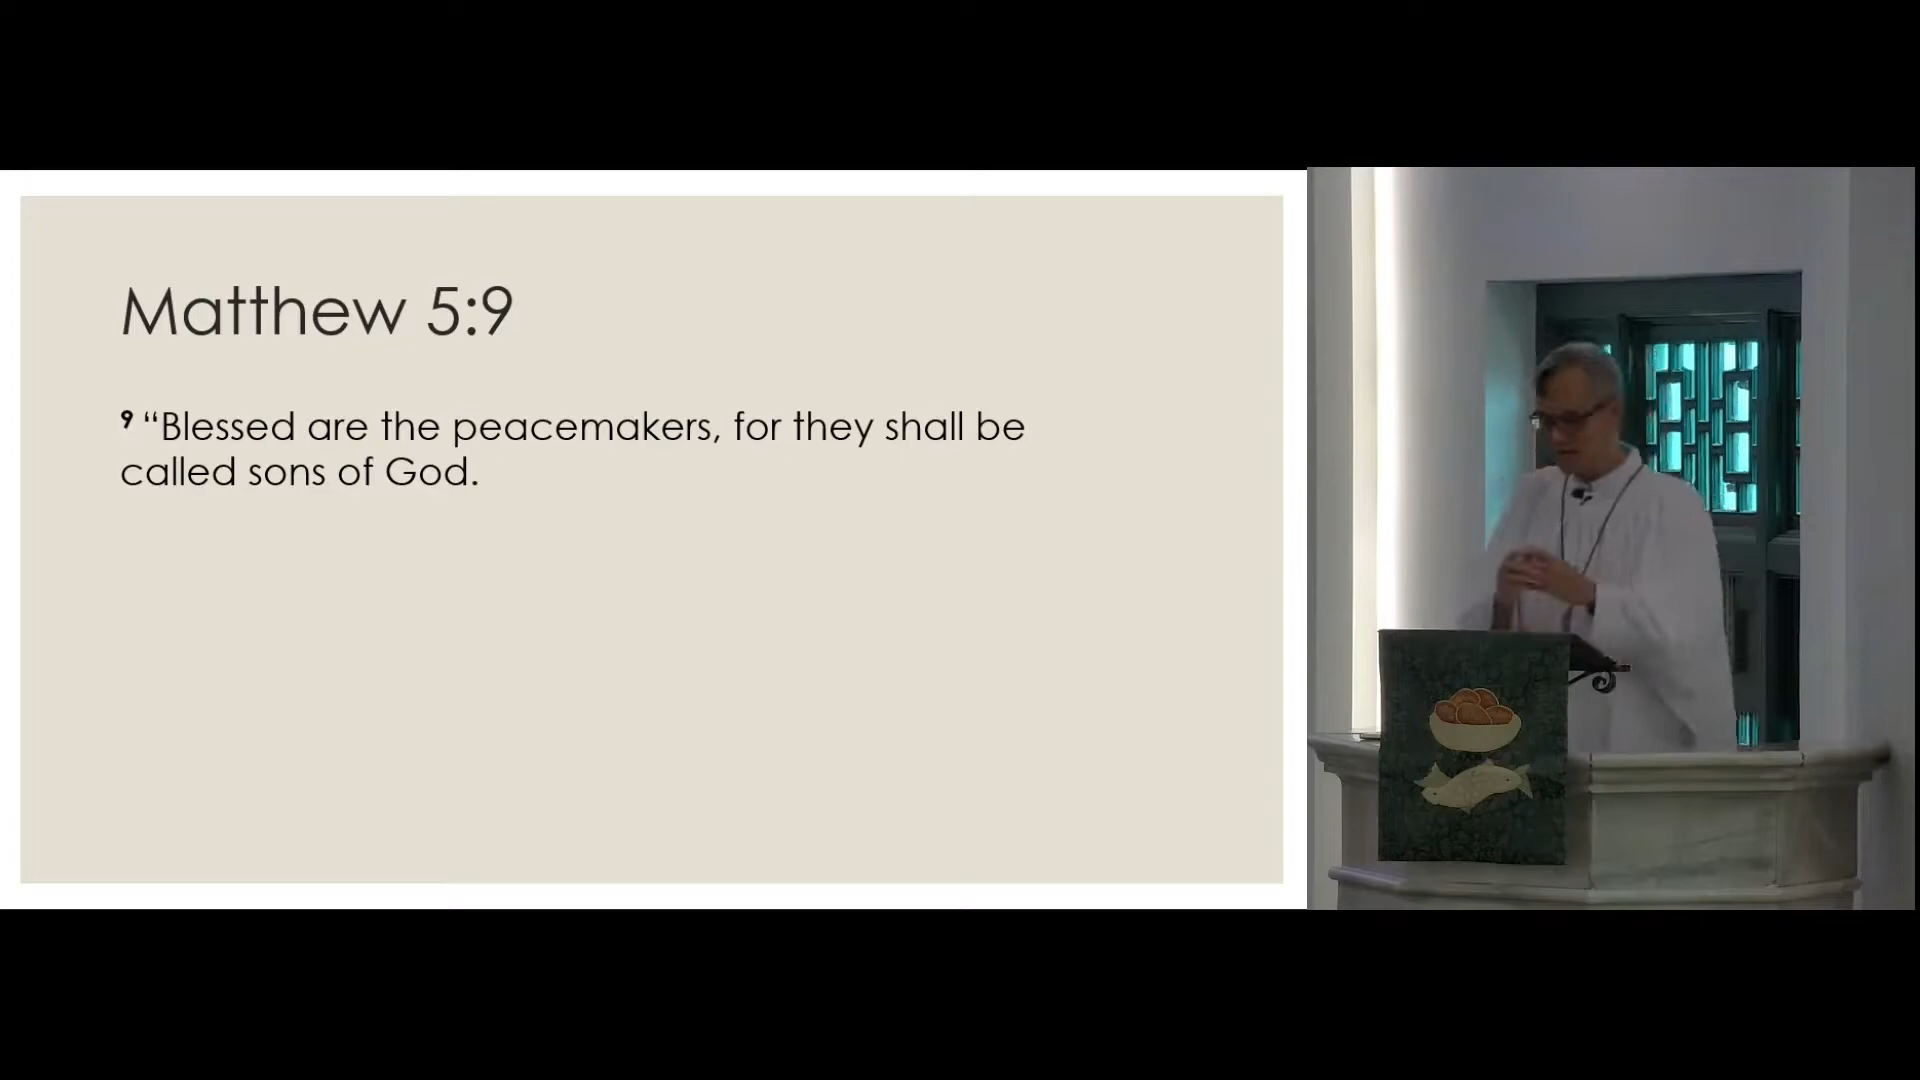 Matthew 5:9
⁹ “Blessed are the peacemakers, for they shall be
called sons of God.